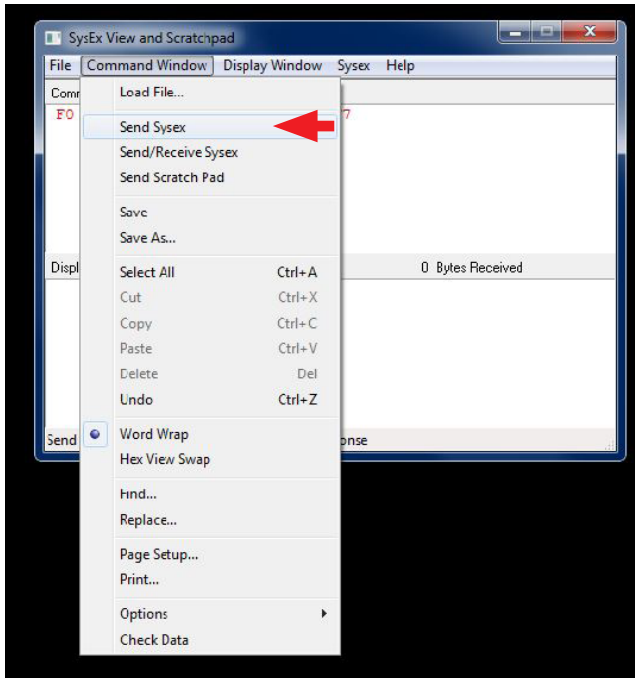 SysEx View and Scratchpad
File Command Window Display Window Sysex Help
Load File...
F0 7
Send Sysex
Send/Receive Sysex
Send Scratch Pad
Save
Save As...
Displ 0 Bytes Received
Select All Ctrl+A
Cut Ctrl+X
Copy Ctrl+C
Paste Ctrl+V
Delete Del
Undo Ctrl+Z
Send Word Wrap onse
Hex View Swap
Find...
Replace...
Page Setup...
Print...
Options
Check Data